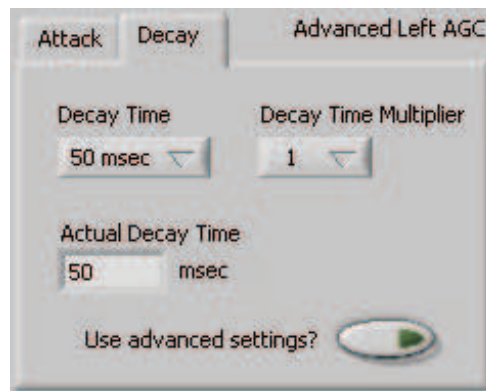 Attack Decay Advanced Left AGC
Decay Time Decay Time Multiplier
50 msec 1
Actual Decay Time
50 msec
Use advanced settings?